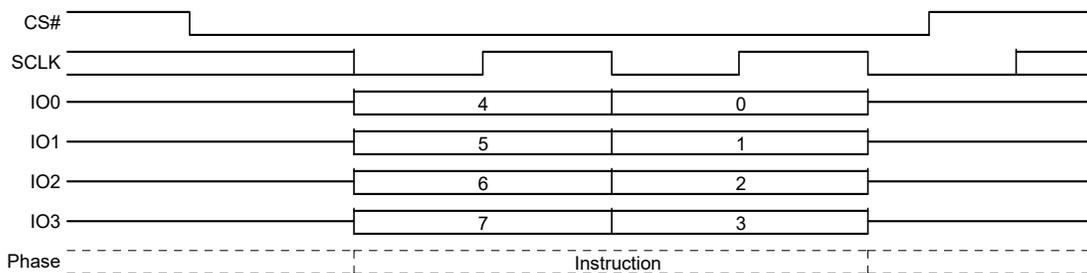 CS#
SCLK
IO0 4 0
IO1 5 1
IO2 6 2
IO3 7 3
Phase Instruction